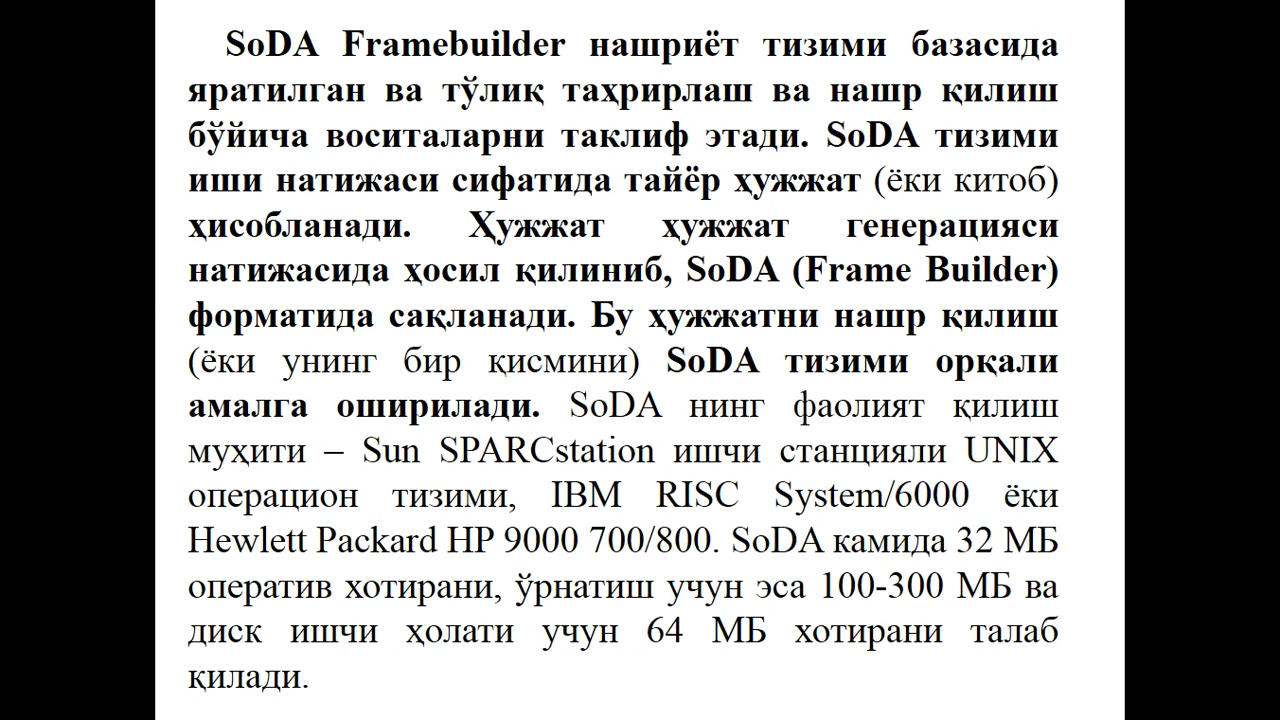 SoDA Framebuilder нашриёт тизими базасида
яратилган ва тўлиқ таҳрирлаш ва нашр қилиш
бўйича воситаларни таклиф этади. SoDA тизими
иши натижаси сифатида тайёр ҳужжат (ёки китоб)
ҳисобланади. Ҳужжат ҳужжат генерацияси
натижасида ҳосил қилиниб, SoDA (Frame Builder)
форматида сақланади. Бу ҳужжатни нашр қилиш
(ёки унинг бир қисмини) SoDA тизими орқали
амалга оширилади. SoDA нинг фаолият қилиш
муҳити – Sun SPARCstation ишчи станцияли UNIX
операцион тизими, IBM RISC System/6000 ёки
Hewlett Packard HP 9000 700/800. SoDA камида 32 МБ
оператив хотирани, ўрнатиш учун эса 100-300 МБ ва
диск ишчи ҳолати учун 64 МБ хотирани талаб
қилади.